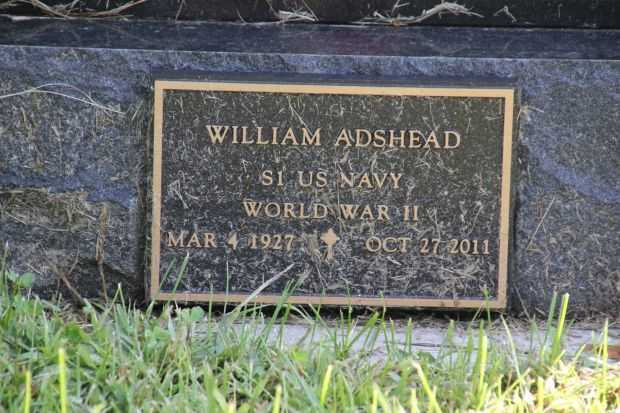 WILLIAM ADSHEAD
S1 US NAVY
WORLD WAR II
MAR 4 1927 OCT 27 2011